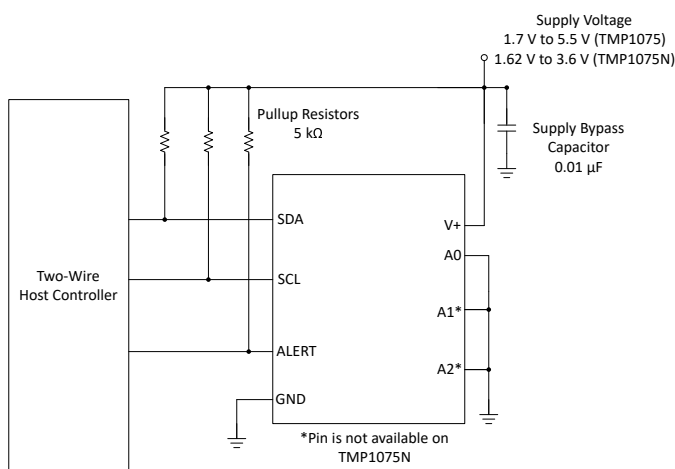 Supply Voltage
1.7 V to 5.5 V (TMP1075)
1.62 V to 3.6 V (TMP1075N)
Pullup Resistors
5 kΩ
Supply Bypass
Capacitor
0.01 µF
Two-Wire
Host Controller
SDA
SCL
ALERT
GND
V+
A0
A1*
A2*
*Pin is not available on
TMP1075N